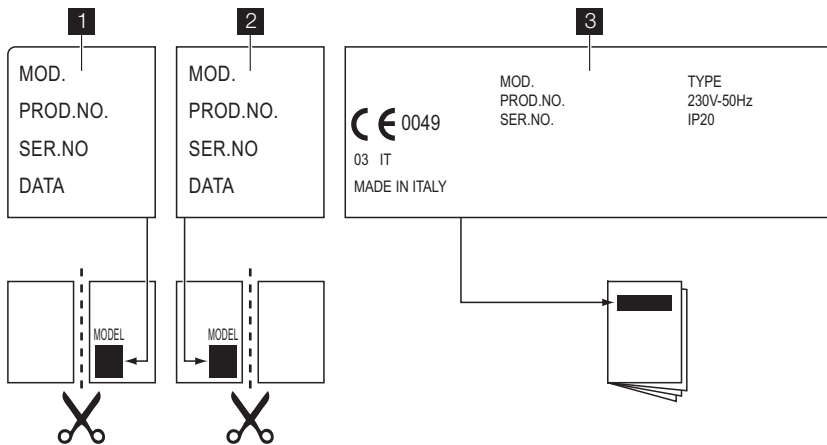 1
2
3
MOD.
PROD.NO.
SER.NO
DATA
MOD.
PROD.NO.
SER.NO
DATA
CE 0049
03 IT
MADE IN ITALY
MOD.
PROD.NO.
SER.NO.
TYPE
230V-50Hz
IP20
MODEL
MODEL